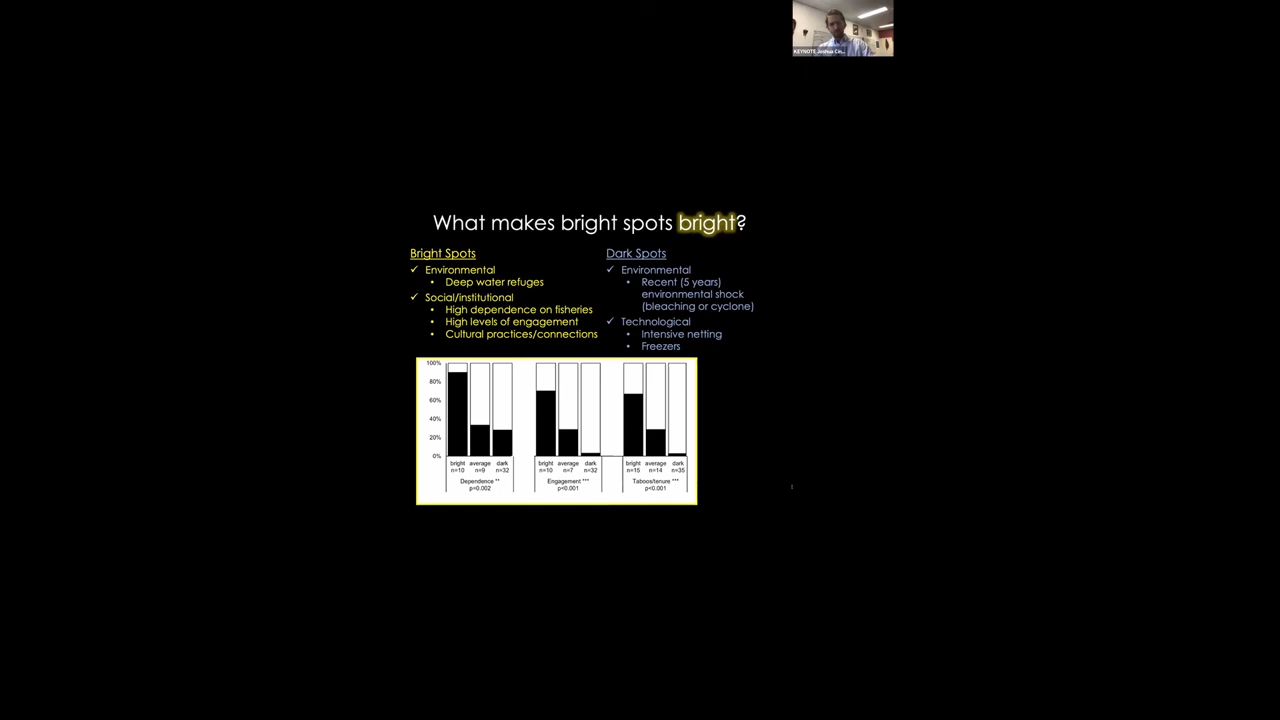 KEYNOTE Joshua Cin...
What makes bright spots bright?
Bright Spots
✓ Environmental
• Deep water refuges
✓ Social/institutional
• High dependence on fisheries
• High levels of engagement
• Cultural practices/connections
Dark Spots
✓ Environmental
• Recent (5 years)
environmental shock
(bleaching or cyclone)
✓ Technological
• Intensive netting
• Freezers
100%
80%
60%
40%
20%
0%
bright average dark
n=10 n=9 n=32
Dependence **
p=0.002
bright average dark
n=10 n=7 n=32
Engagement ***
p<0.001
bright average dark
n=15 n=14 n=35
Taboos/tenure ***
p<0.001